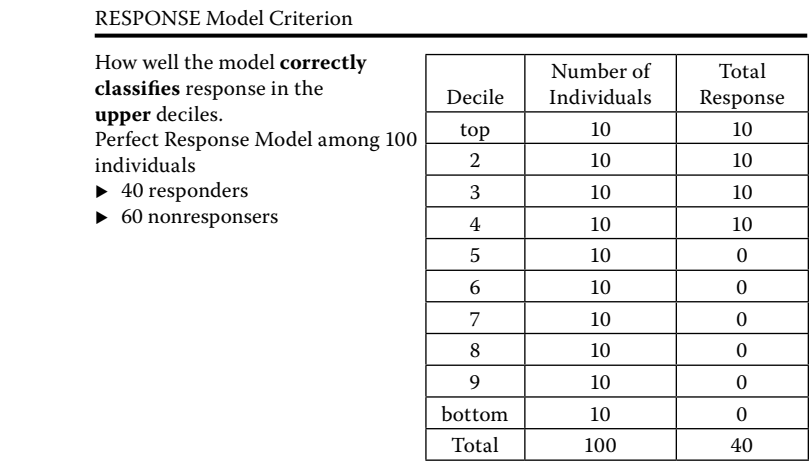 RESPONSE Model Criterion
How well the model correctly
classifies response in the
upper deciles.
Perfect Response Model among 100
individuals
▶ 40 responders
▶ 60 nonresponsers
Decile Number of Individuals Total Response
top 10 10
2 10 10
3 10 10
4 10 10
5 10 0
6 10 0
7 10 0
8 10 0
9 10 0
bottom 10 0
Total 100 40